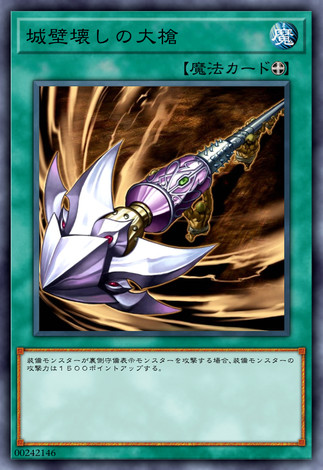 城壁壊しの大槍
魔
【魔法カード】
装備モンスターが裏側守備表示モンスターを攻撃する場合、装備モンスターの
攻撃力は1500ポイントアップする。
00242146